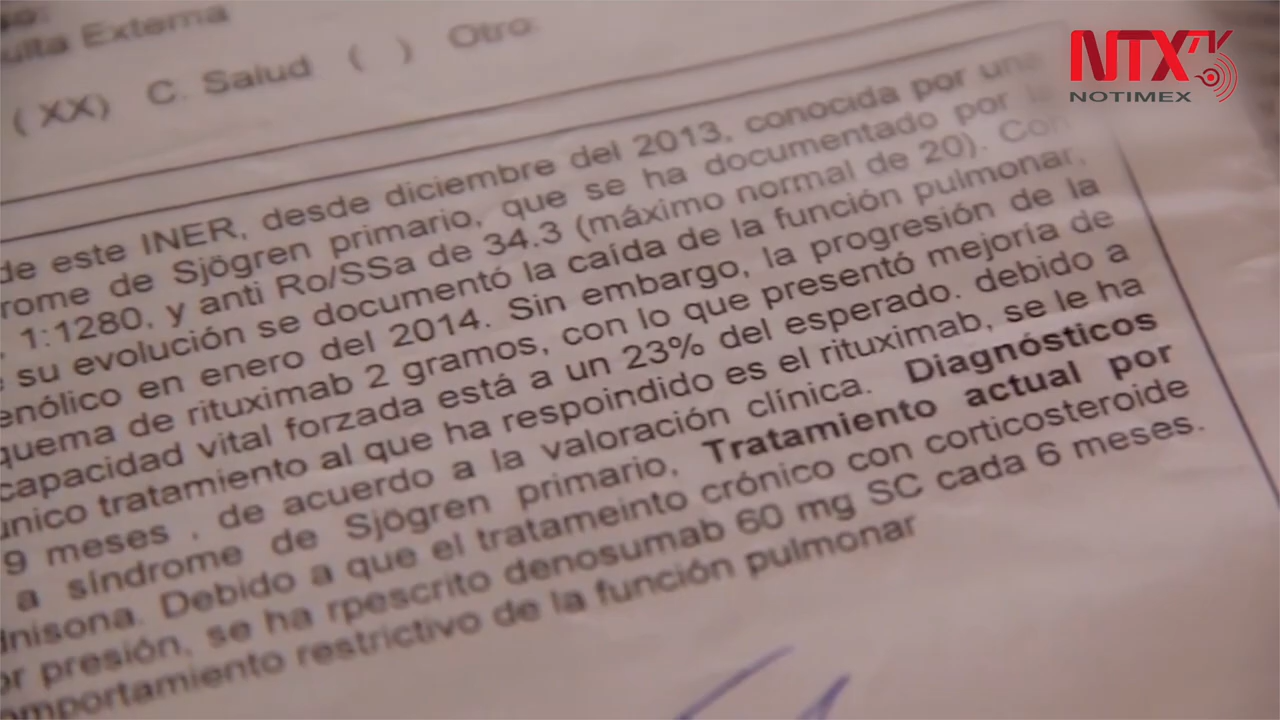 ulta Externa
( XX) C. Salud ( ) Otro:
NTXTV
NOTIMEX
de este INER, desde diciembre del 2013, conocida por una
rome de Sjögren primario, que se ha documentado por la
1:1280, y anti Ro/SSa de 34.3 (máximo normal de 20). Con
su evolución se documentó la caída de la función pulmonar,
enólico en enero del 2014. Sin embargo, la progresión de la
quema de rituximab 2 gramos, con lo que presentó mejoría de
capacidad vital forzada está a un 23% del esperado. debido a
único tratamiento al que ha respoindido es el rituximab, se le ha
9 meses , de acuerdo a la valoración clínica. Diagnósticos
a síndrome de Sjögren primario, Tratamiento actual por
dnisona. Debido a que el tratameinto crónico con corticosteroide
or presión, se ha rpescrito denosumab 60 mg SC cada 6 meses.
omportamiento restrictivo de la función pulmonar